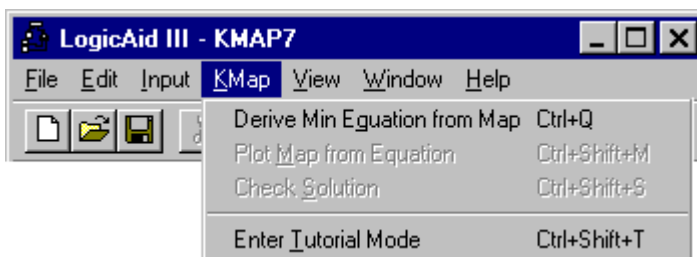 LogicAid III - KMAP7
File Edit Input KMap View Window Help
Derive Min Eguation from Map Ctrl+Q
Plot Map from Equation Ctrl+Shift+M
Check Solution Ctrl+Shift+S
Enter Tutorial Mode Ctrl+Shift+T